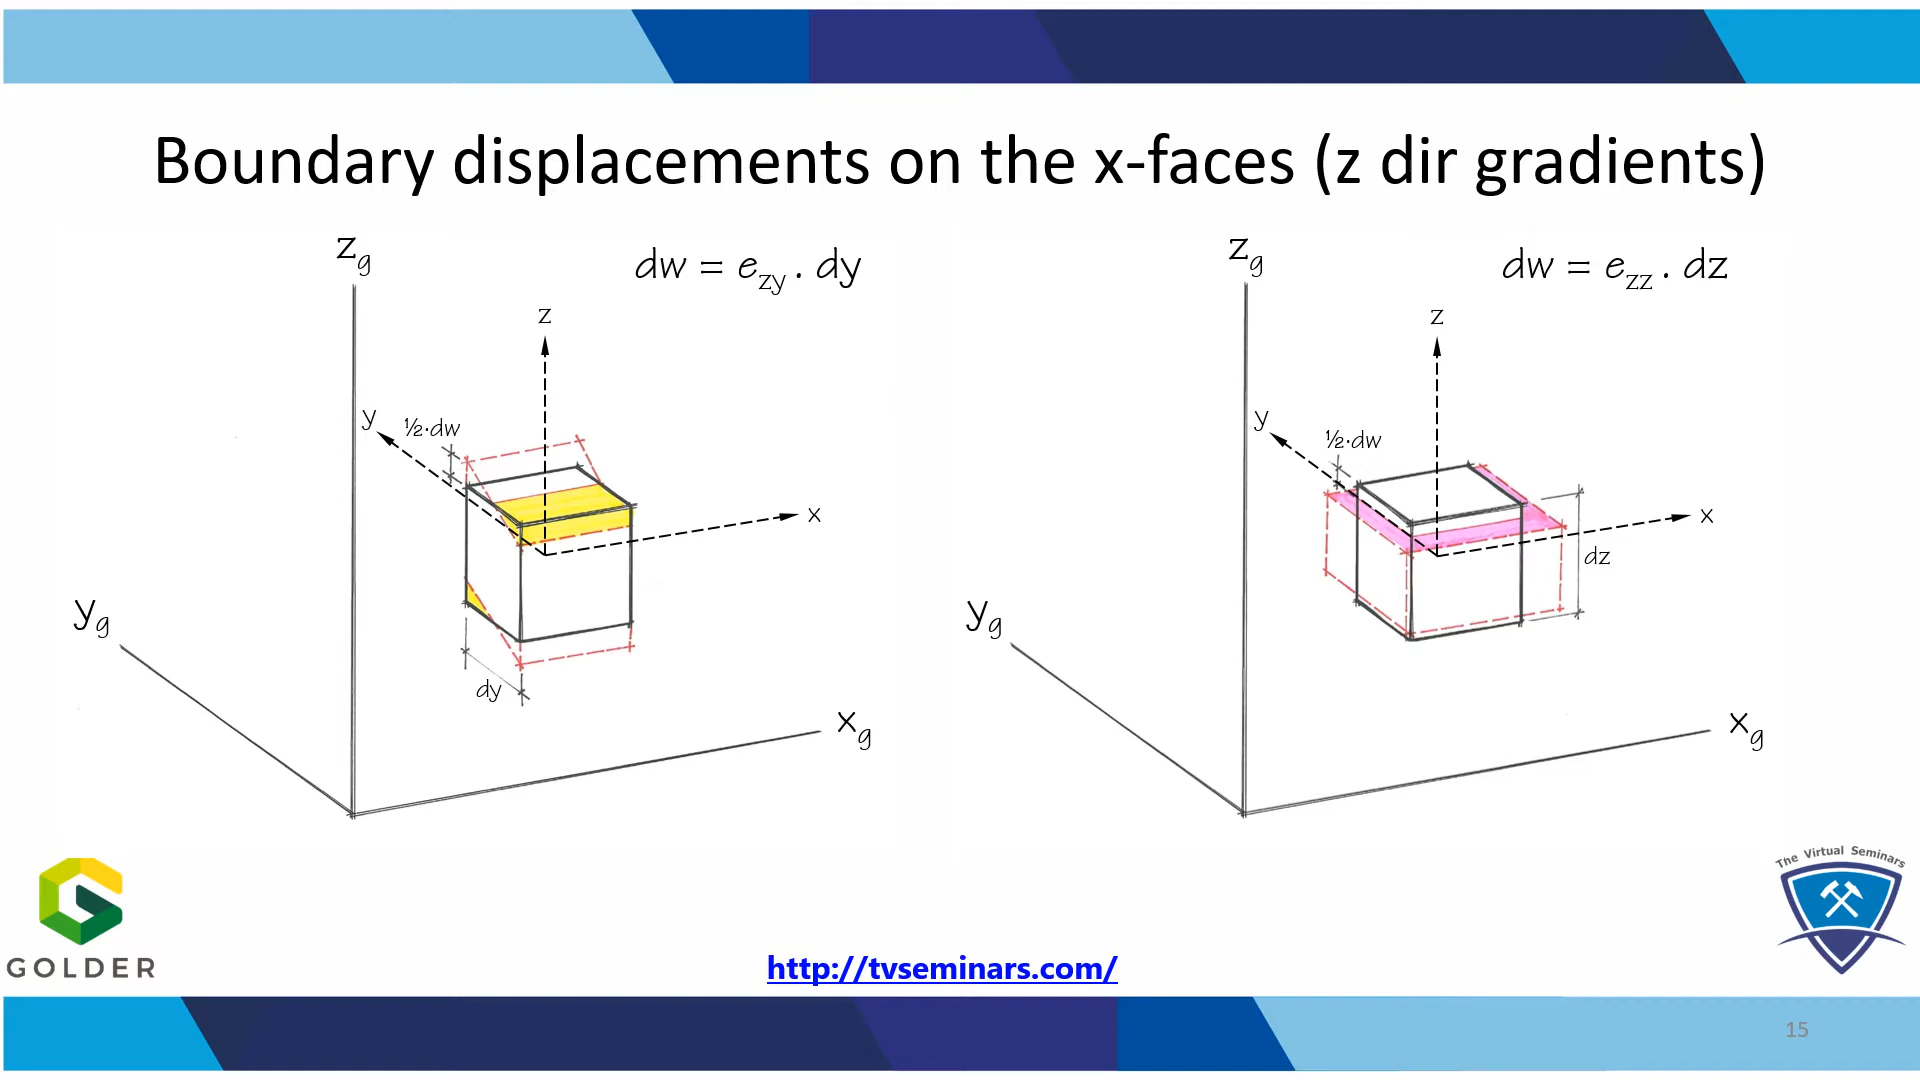 Boundary displacements on the x-faces (z dir gradients)
zg
dw = ezy . dy
z
y
½·dw
x
yg
dy
xg
zg
dw = ezz . dz
z
y
½·dw
x
dz
yg
xg
GOLDER
The Virtual Seminars
http://tvseminars.com/
15